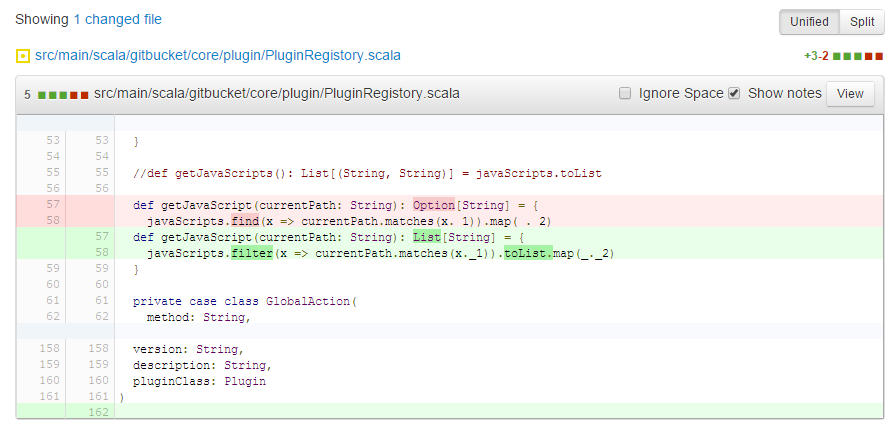 Showing 1 changed file
Unified Split
src/main/scala/gitbucket/core/plugin/PluginRegistory.scala +3-2
5 src/main/scala/gitbucket/core/plugin/PluginRegistory.scala Ignore Space Show notes View
53 53 }
54 54
55 55 //def getJavaScripts(): List[(String, String)] = javaScripts.toList
56 56
57 def getJavaScript(currentPath: String): Option[String] = {
58 javaScripts.find(x => currentPath.matches(x. 1)).map( . 2)
57 def getJavaScript(currentPath: String): List[String] = {
58 javaScripts.filter(x => currentPath.matches(x._1)).toList.map(_._2)
59 59 }
60 60
61 61 private case class GlobalAction(
62 62 method: String,
158 158 version: String,
159 159 description: String,
160 160 pluginClass: Plugin
161 161 )
162